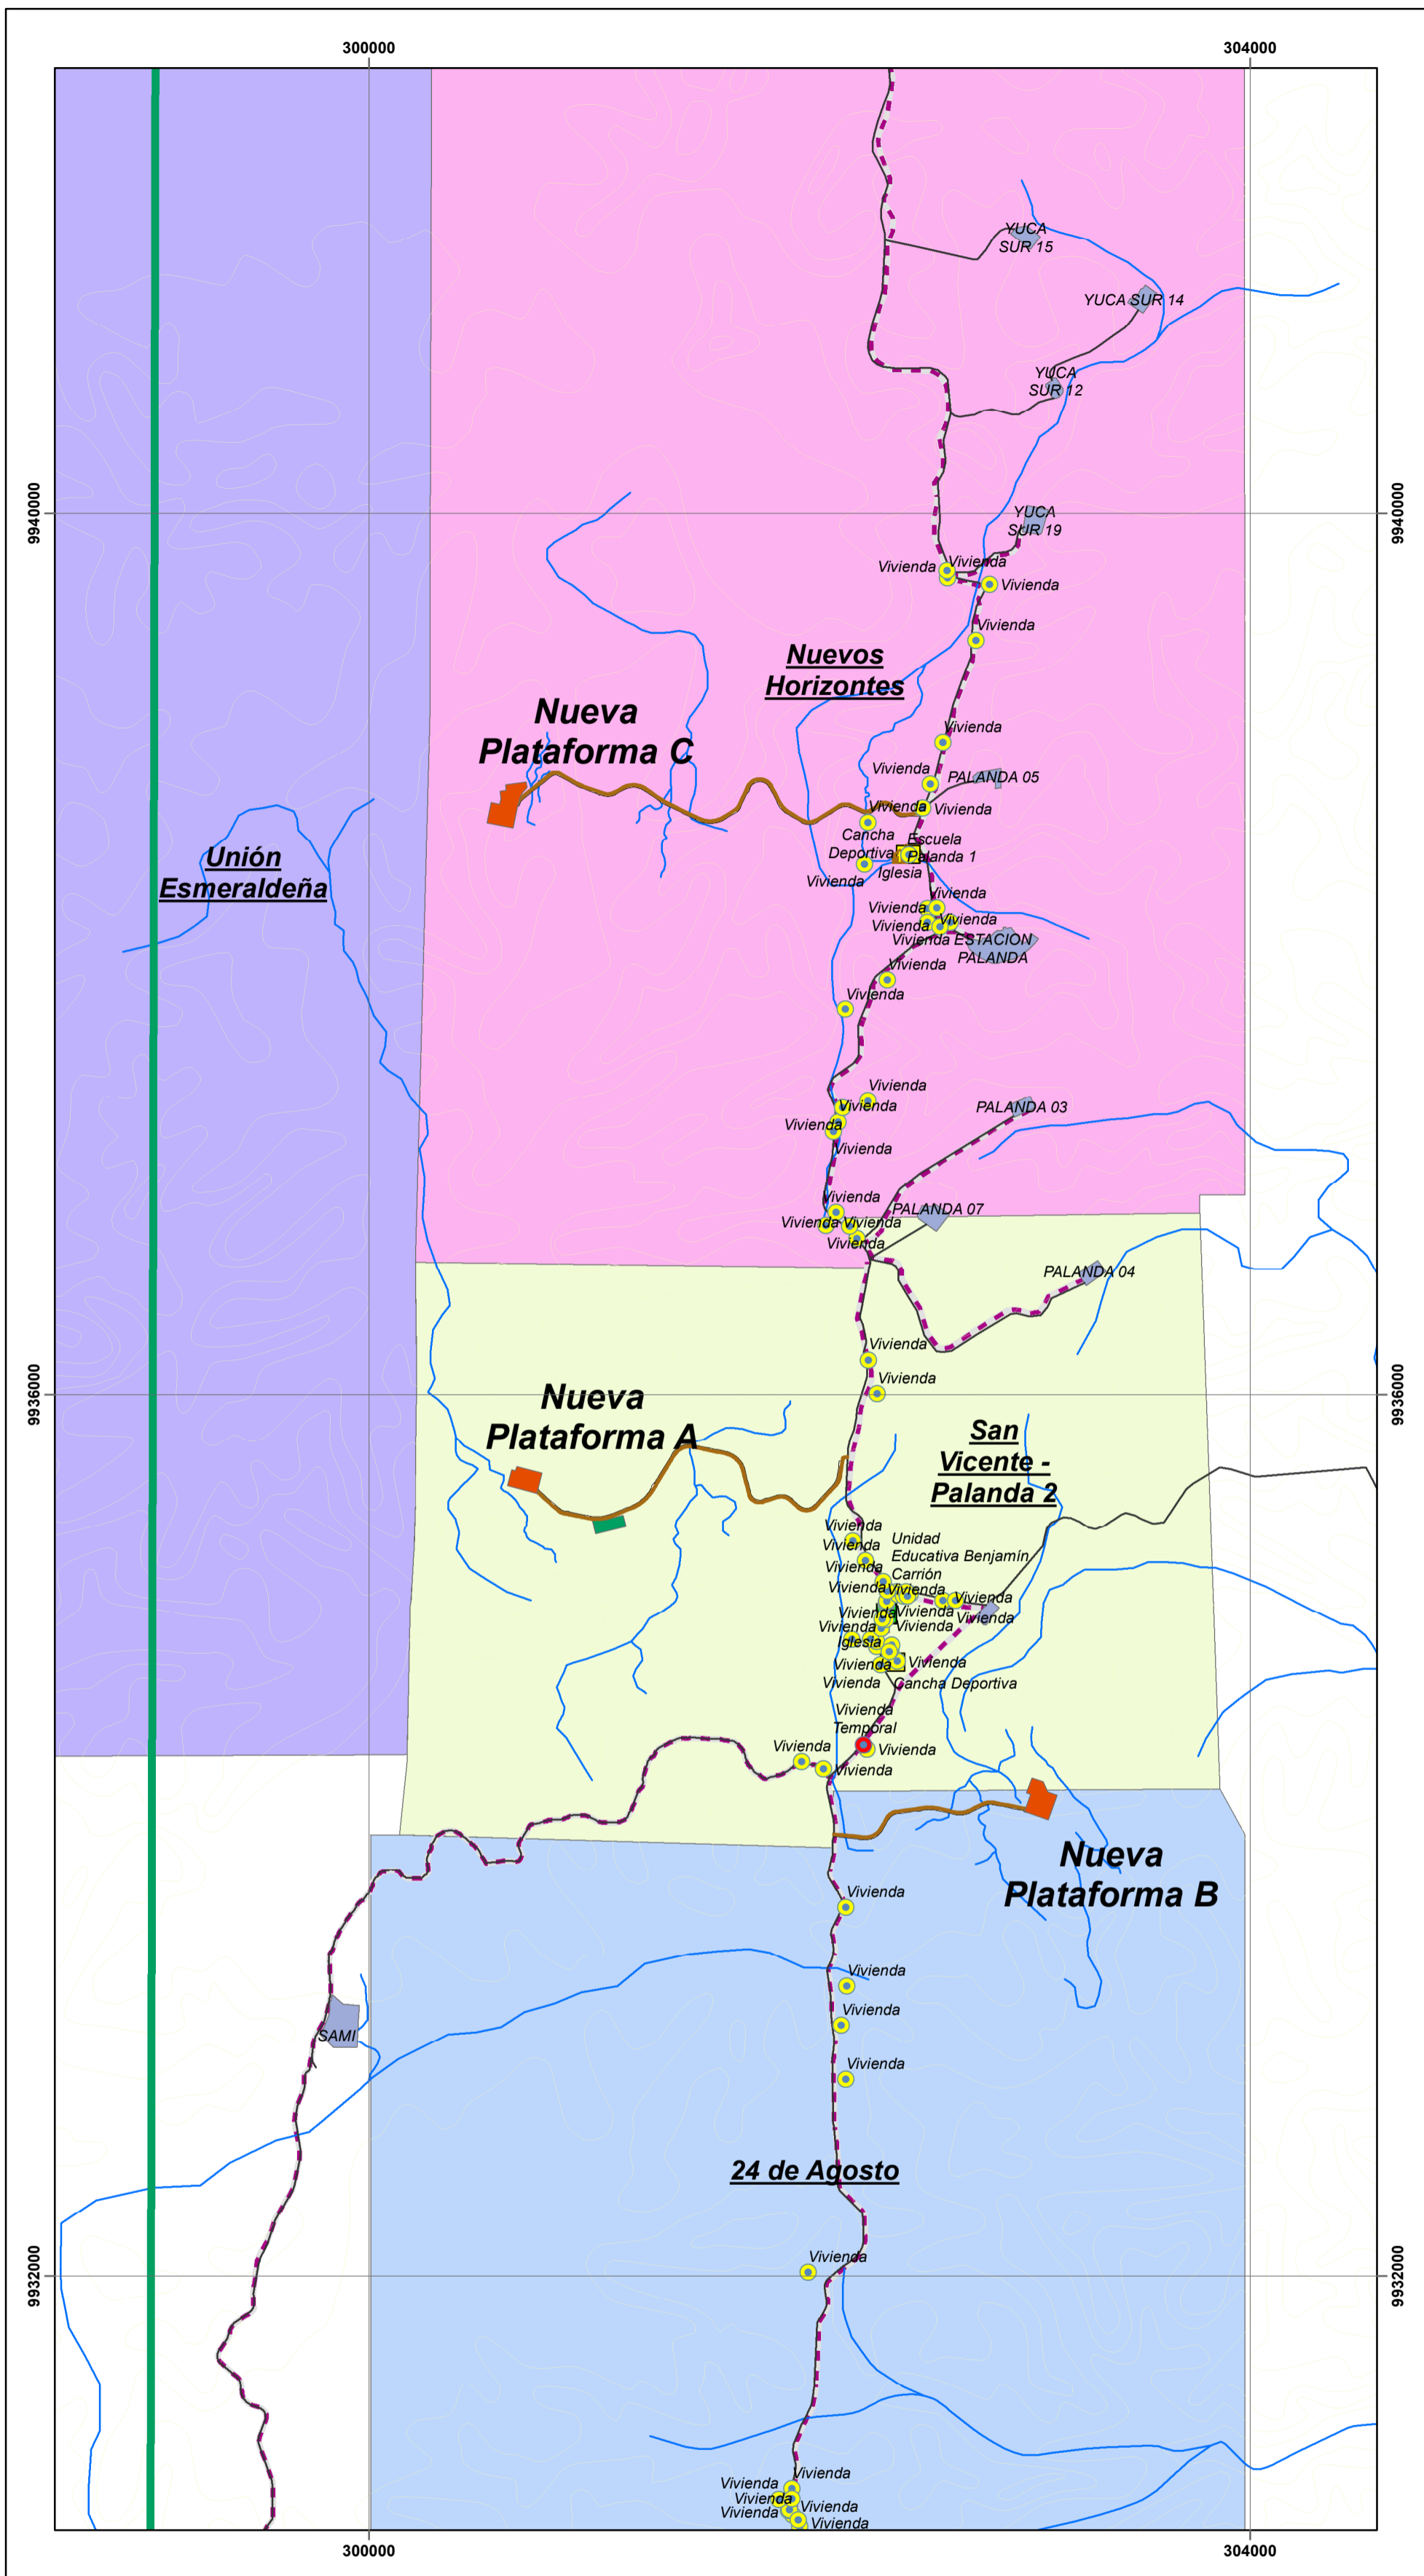 300000
304000
YUCA
SUR 15
YUCA SUR 14
YUCA
SUR 12
9940000
9940000
YUCA
SUR 19
Vivienda
Vivienda
Vivienda
Vivienda
Nuevos
Horizontes
Nueva
Plataforma C
Vivienda
Vivienda
PALANDA 05
Vivienda
Vivienda
Cancha
Deportiva
Escuela
Palanda 1
Iglesia
Vivienda
Unión
Esmeraldeña
Vivienda
Vivienda
Vivienda
Vivienda
Vivienda
ESTACION
PALANDA
Vivienda
Vivienda
Vivienda
Vivienda
PALANDA 03
Vivienda
Vivienda
Vivienda
PALANDA 07
Vivienda
Vivienda
Vivienda
PALANDA 04
Vivienda
Vivienda
9936000
9936000
Nueva
Plataforma A
San
Vicente -
Palanda 2
Vivienda
Unidad
Educativa Benjamín
Carrión
Vivienda
Vivienda
Vivienda
Vivienda
Vivienda
Vivienda
Vivienda
Vivienda
Vivienda
Vivienda
Iglesia
Vivienda
Vivienda
Vivienda
Cancha Deportiva
Vivienda
Temporal
Vivienda
Vivienda
Vivienda
Nueva
Plataforma B
Vivienda
Vivienda
Vivienda
SAMI
Vivienda
24 de Agosto
Vivienda
9932000
9932000
Vivienda
Vivienda
Vivienda
Vivienda
Vivienda
Vivienda
300000
304000